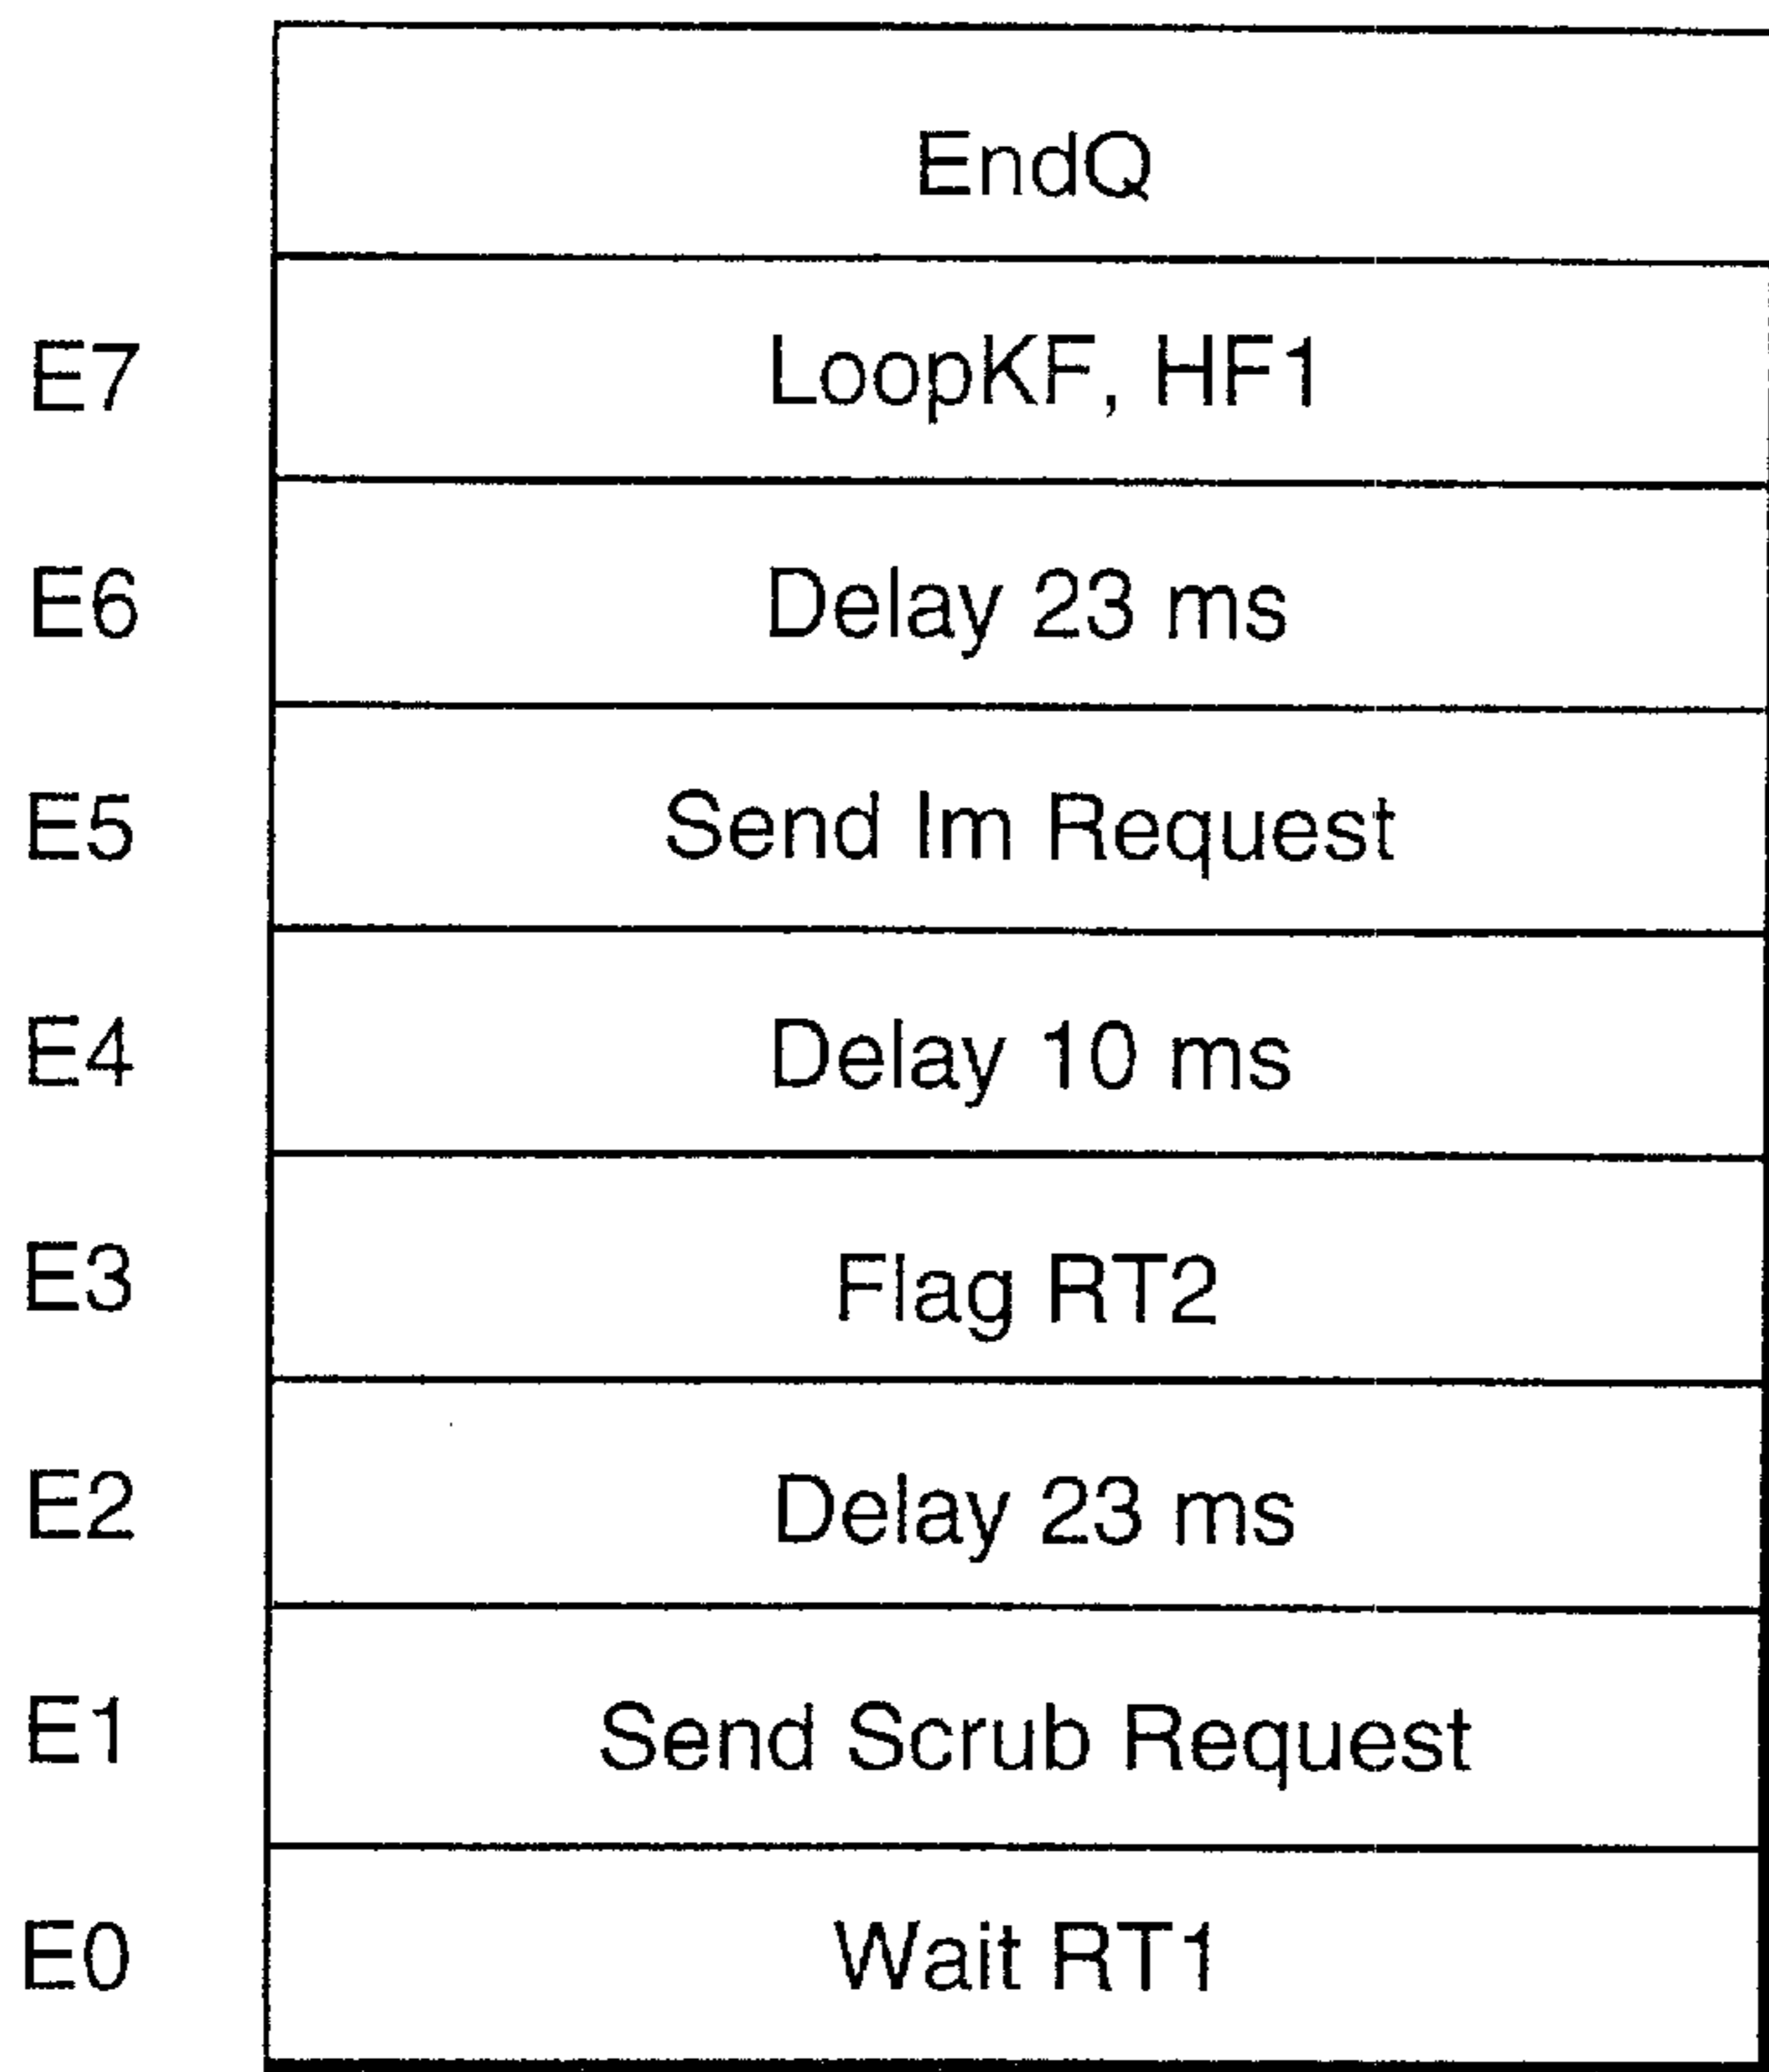 EndQ
E7 LoopKF, HF1
E6 Delay 23 ms
E5 Send Im Request
E4 Delay 10 ms
E3 Flag RT2
E2 Delay 23 ms
E1 Send Scrub Request
E0 Wait RT1